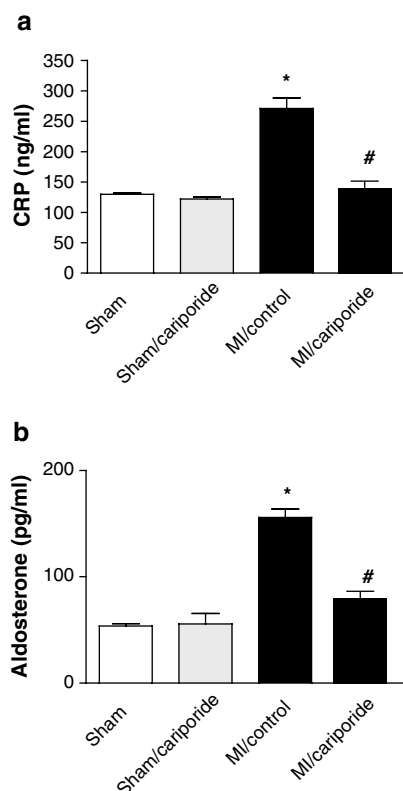 a
CRP (ng/ml)
350
300
250
200
150
100
50
0
*
#
Sham
Sham/cariporide
MI/control
MI/cariporide
b
Aldosterone (pg/ml)
200
100
0
*
#
Sham
Sham/cariporide
MI/control
MI/cariporide